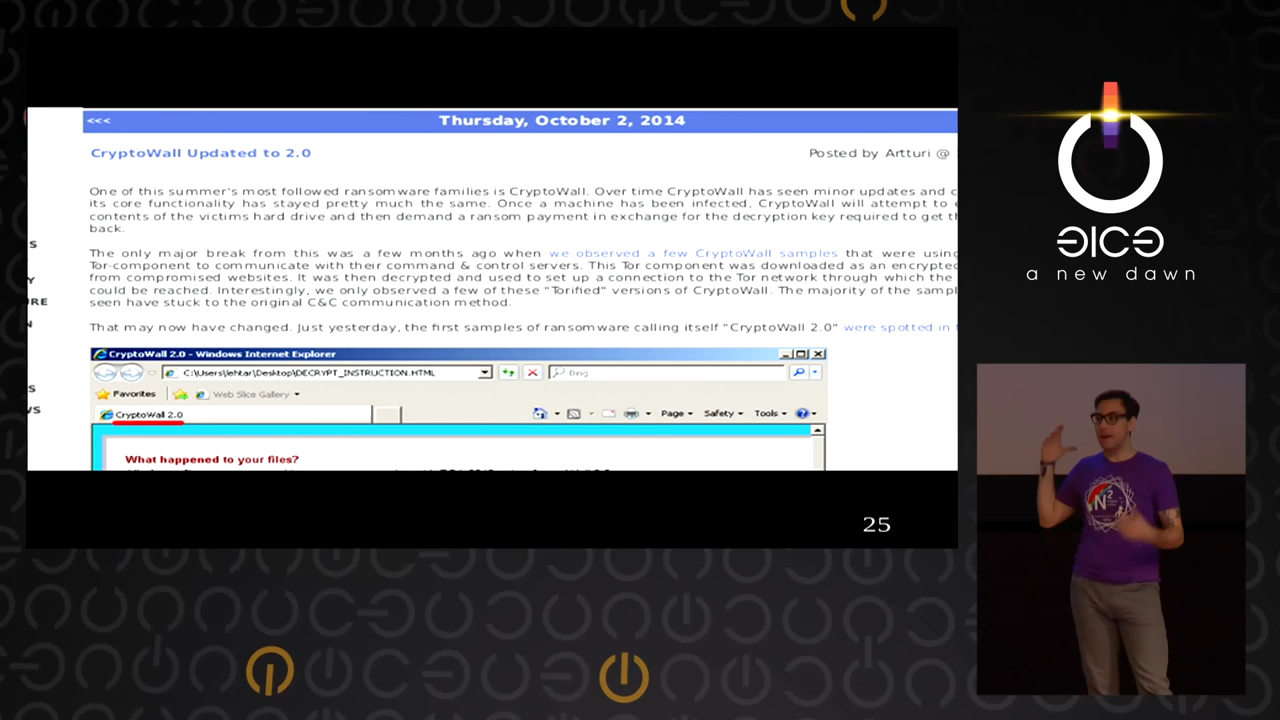 <<<
Thursday, October 2, 2014
CryptoWall Updated to 2.0
Posted by Artturi @
One of this summer's most followed ransomware families is CryptoWall. Over time CryptoWall has seen minor updates and
its core functionality has stayed pretty much the same. Once a machine has been infected, CryptoWall will attempt to
contents of the victims hard drive and then demand a ransom payment in exchange for the decryption key required to get
back.
The only major break from this was a few months ago when we observed a few CryptoWall samples that were using
Tor-component to communicate with their command & control servers. This Tor component was downloaded as an encrypted
from compromised websites. It was then decrypted and used to set up a connection to the Tor network through which the
could be reached. Interestingly, we only observed a few of these "Torified" versions of CryptoWall. The majority of the
seen have stuck to the original C&C communication method.
That may now have changed. Just yesterday, the first samples of ransomware calling itself "CryptoWall 2.0" were spotted in
S
Y
RE
N
S
WS
CryptoWall 2.0 - Windows Internet Explorer
C:\Users\lehtar\Desktop\DECRYPT_INSTRUCTION.HTML
Bing
Favorites
Web Slice Gallery
CryptoWall 2.0
Page
Safety
Tools
What happened to your files?
25
a new dawn
N2